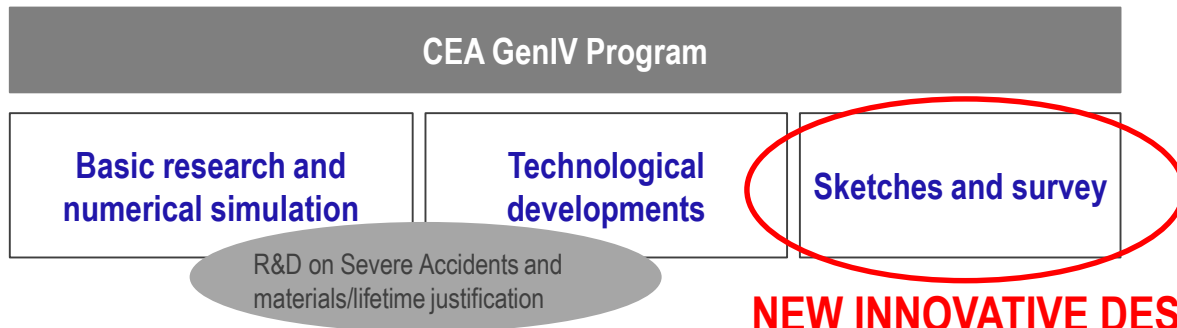 CEA GenIV Program
Basic research and
numerical simulation
Technological
developments
Sketches and survey
R&D on Severe Accidents and
materials/lifetime justification
NEW INNOVATIVE DES